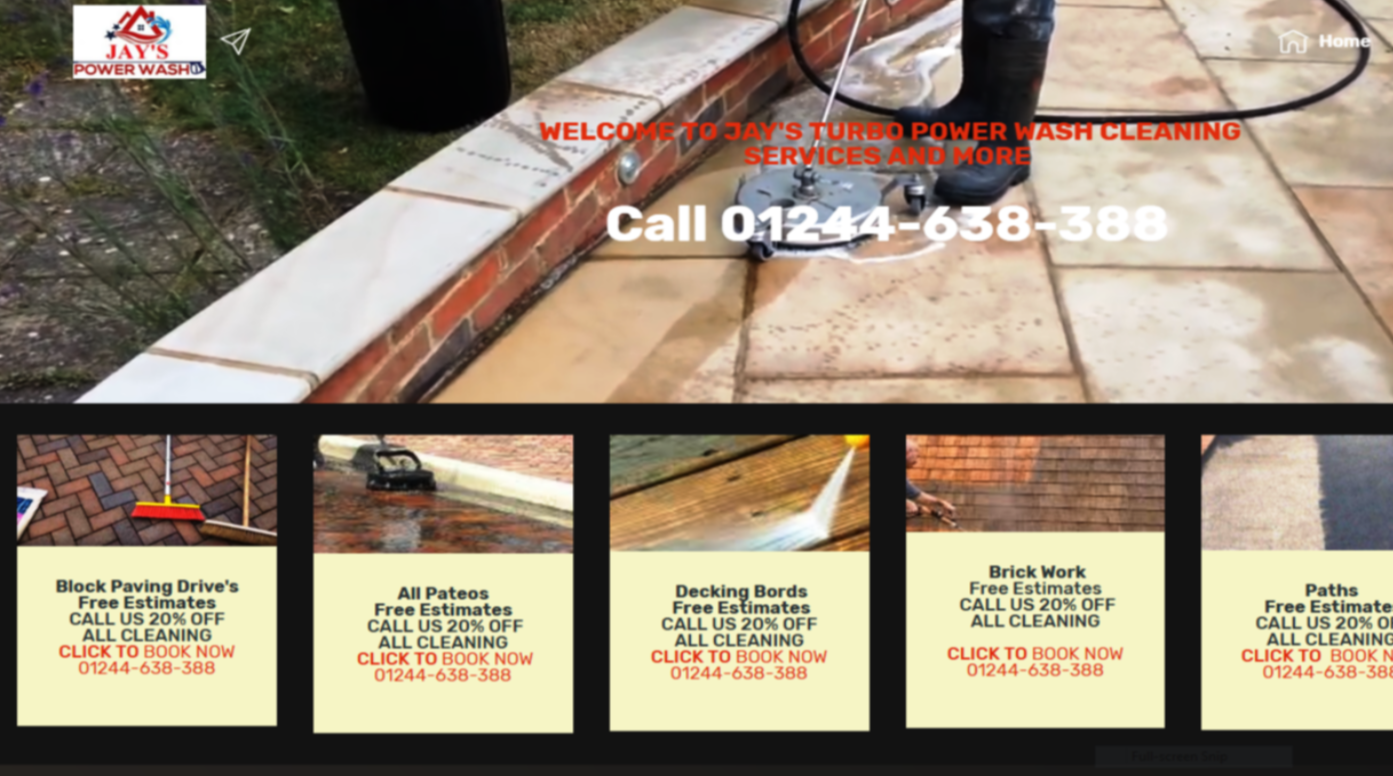 JAY'S
POWER WASH
Home
WELCOME TO JAY'S TURBO POWER WASH CLEANING
SERVICES AND MORE
Call 01244-638-388
Block Paving Drive's
Free Estimates
CALL US 20% OFF
ALL CLEANING
CLICK TO BOOK NOW
01244-638-388
All Pateos
Free Estimates
CALL US 20% OFF
ALL CLEANING
CLICK TO BOOK NOW
01244-638-388
Decking Bords
Free Estimates
CALL US 20% OFF
ALL CLEANING
CLICK TO BOOK NOW
01244-638-388
Brick Work
Free Estimates
CALL US 20% OFF
ALL CLEANING
CLICK TO BOOK NOW
01244-638-388
Paths
Free Estimate
CALL US 20% O
ALL CLEANING
CLICK TO BOOK N
01244-638-38